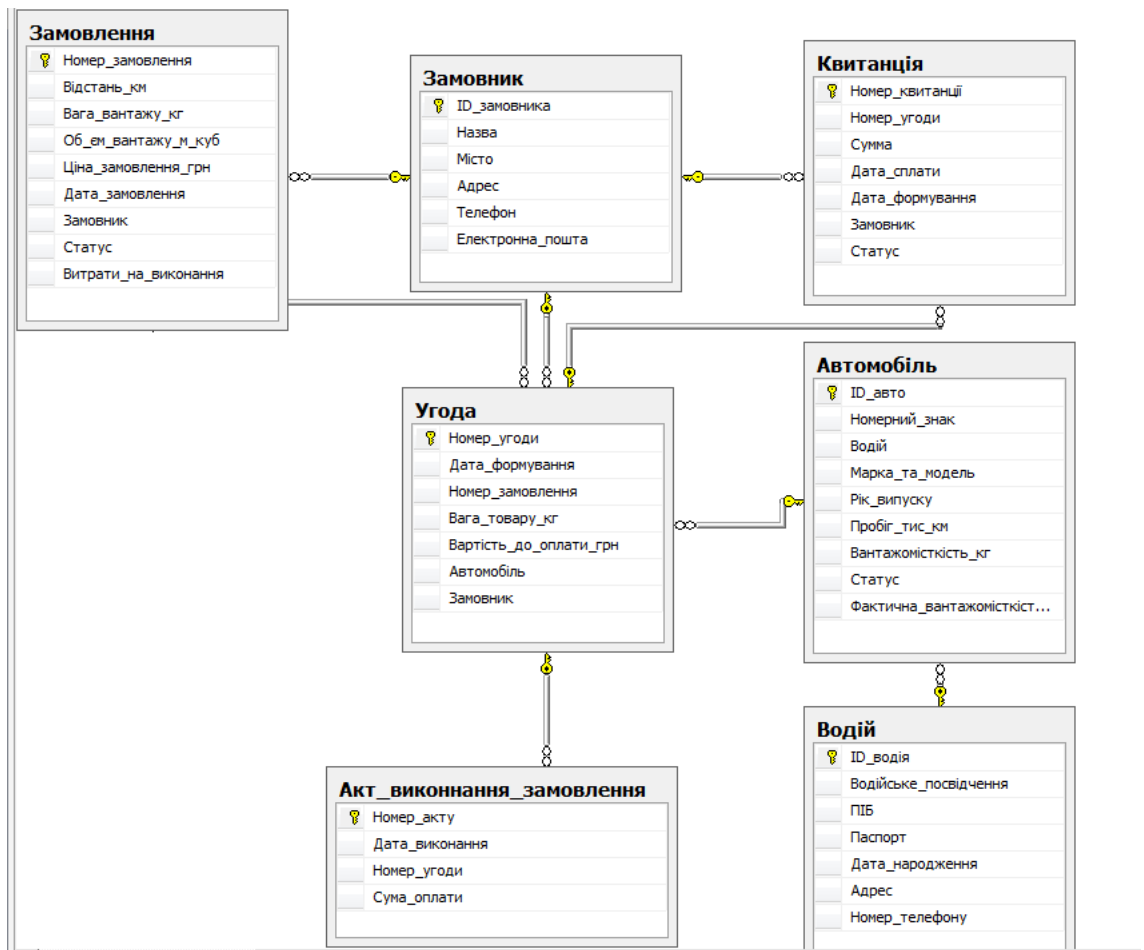 Замовлення
Номер_замовлення
Відстань_км
Вага_вантажу_кг
Об_єм_вантажу_м_куб
Ціна_замовлення_грн
Дата_замовлення
Замовник
Статус
Витрати_на_виконання
Замовник
ID_замовника
Назва
Місто
Адрес
Телефон
Електронна_пошта
Квитанція
Номер_квитанції
Номер_угоди
Сумма
Дата_сплати
Дата_формування
Замовник
Статус
Угода
Номер_угоди
Дата_формування
Номер_замовлення
Вага_товару_кг
Вартість_до_оплати_грн
Автомобіль
Замовник
Автомобіль
ID_авто
Номерний_знак
Водій
Марка_та_модель
Рік_випуску
Пробіг_тис_км
Вантажомісткість_кг
Статус
Фактична_вантажомісткіст...
Акт_виконнання_замовлення
Номер_акту
Дата_виконання
Номер_угоди
Сума_оплати
Водій
ID_водія
Водійське_посвідчення
ПІБ
Паспорт
Дата_народження
Адрес
Номер_телефону